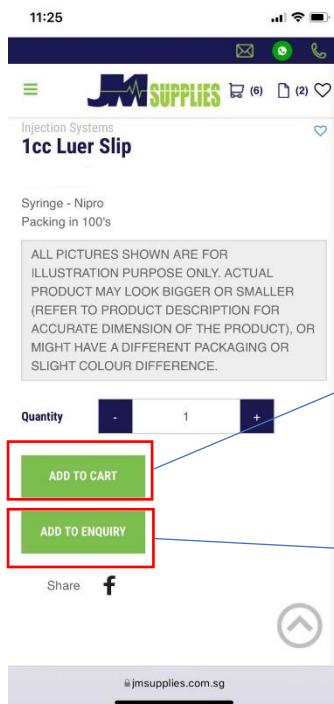 11:25
JM SUPPLIES (6) (2)
Injection Systems
1cc Luer Slip
Syringe - Nipro
Packing in 100's
ALL PICTURES SHOWN ARE FOR
ILLUSTRATION PURPOSE ONLY. ACTUAL
PRODUCT MAY LOOK BIGGER OR SMALLER
(REFER TO PRODUCT DESCRIPTION FOR
ACCURATE DIMENSION OF THE PRODUCT), OR
MIGHT HAVE A DIFFERENT PACKAGING OR
SLIGHT COLOUR DIFFERENCE.
Quantity - 1 +
ADD TO CART
ADD TO ENQUIRY
Share f
jmsupplies.com.sg